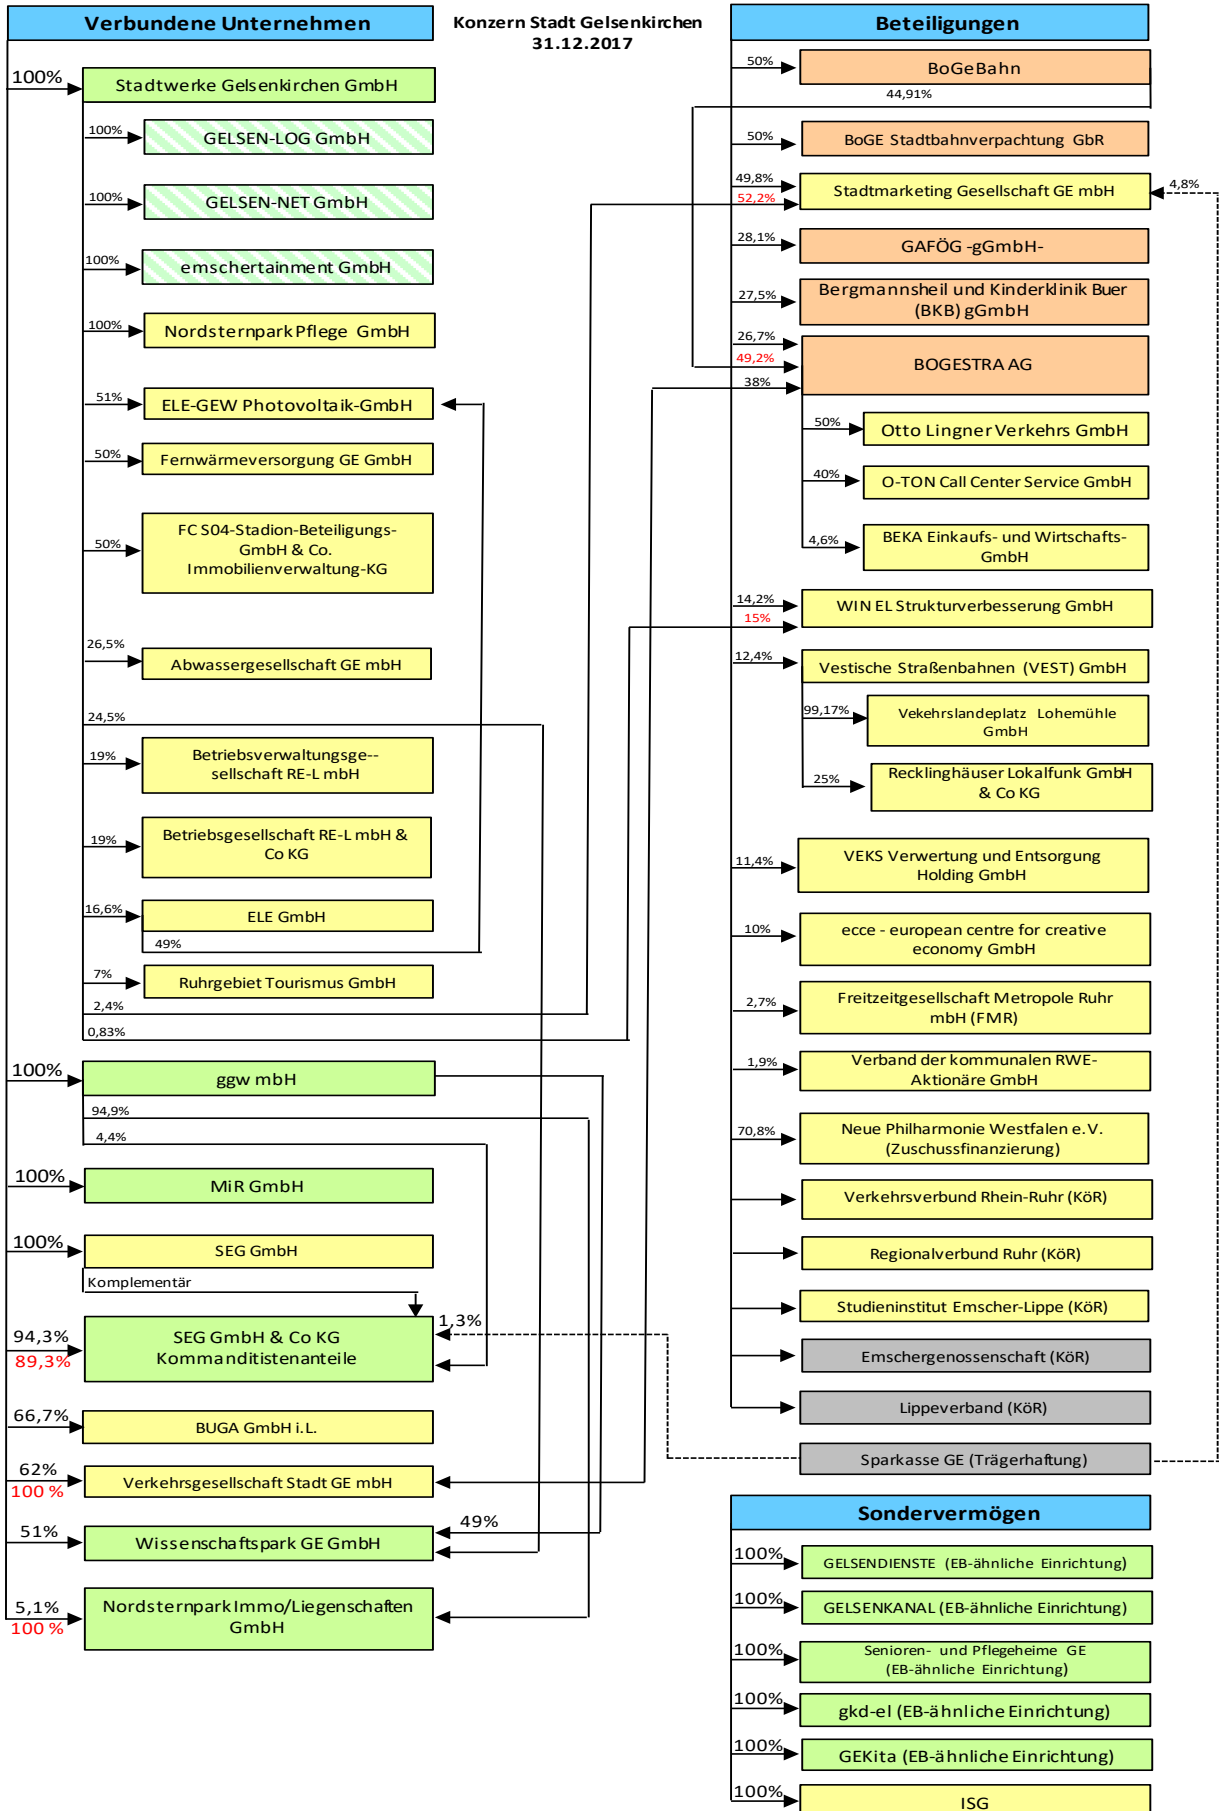 Verbundene Unternehmen
Konzern Stadt Gelsenkirchen
31.12.2017
100%
Stadtwerke Gelsenkirchen GmbH
100%
GELSEN-LOG GmbH
100%
GELSEN-NET GmbH
100%
emschertainment GmbH
100%
Nordsternpark Pflege GmbH
51%
ELE-GEW Photovoltaik-GmbH
50%
Fernwärmeversorgung GE GmbH
50%
FC S04-Stadion-Beteiligungs-
GmbH & Co.
Immobilienverwaltung-KG
26,5%
Abwassergesellschaft GE mbH
24,5%
19%
Betriebsverwaltungsge--
sellschaft RE-L mbH
19%
Betriebsgesellschaft RE-L mbH &
Co KG
16,6%
ELE GmbH
49%
7%
Ruhrgebiet Tourismus GmbH
2,4%
0,83%
100%
ggw mbH
94,9%
4,4%
100%
MiR GmbH
100%
SEG GmbH
Komplementär
94,3%
89,3%
SEG GmbH & Co KG
Kommanditistenanteile
1,3%
66,7%
BUGA GmbH i.L.
62%
100 %
Verkehrsgesellschaft Stadt GE mbH
51%
Wissenschaftspark GE GmbH
49%
5,1%
100 %
Nordsternpark Immo/Liegenschaften
GmbH
Beteiligungen
50%
BoGeBahn
44,91%
50%
BoGE Stadtbahnverpachtung GbR
49,8%
52,2%
Stadtmarketing Gesellschaft GE mbH
4,8%
28,1%
GAFÖG -gGmbH-
27,5%
Bergmannsheil und Kinderklinik Buer
(BKB) gGmbH
26,7%
49,2%
38%
BOGESTRA AG
50%
Otto Lingner Verkehrs GmbH
40%
O-TON Call Center Service GmbH
4,6%
BEKA Einkaufs- und Wirtschafts-
GmbH
14,2%
15%
WIN EL Strukturverbesserung GmbH
12,4%
Vestische Straßenbahnen (VEST) GmbH
99,17%
Vekehrslandeplatz Lohemühle
GmbH
25%
Recklinghäuser Lokalfunk GmbH
& Co KG
11,4%
VEKS Verwertung und Entsorgung
Holding GmbH
10%
ecce - european centre for creative
economy GmbH
2,7%
Freitzeitgesellschaft Metropole Ruhr
mbH (FMR)
1,9%
Verband der kommunalen RWE-
Aktionäre GmbH
70,8%
Neue Philharmonie Westfalen e.V.
(Zuschussfinanzierung)
Verkehrsverbund Rhein-Ruhr (KöR)
Regionalverbund Ruhr (KöR)
Studieninstitut Emscher-Lippe (KöR)
Emschergenossenschaft (KöR)
Lippeverband (KöR)
Sparkasse GE (Trägerhaftung)
Sondervermögen
100%
GELSENDIENSTE (EB-ähnliche Einrichtung)
100%
GELSENKANAL (EB-ähnliche Einrichtung)
100%
Senioren- und Pflegeheime GE
(EB-ähnliche Einrichtung)
100%
gkd-el (EB-ähnliche Einrichtung)
100%
GEKita (EB-ähnliche Einrichtung)
100%
ISG